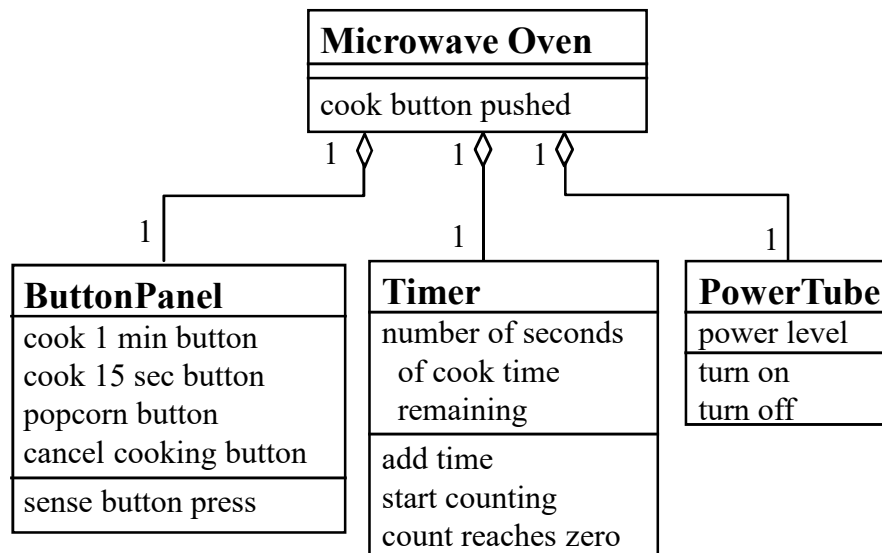 Microwave Oven
cook button pushed
1
1
1
1
1
1
ButtonPanel
cook 1 min button
cook 15 sec button
popcorn button
cancel cooking button
sense button press
Timer
number of seconds
of cook time
remaining
add time
start counting
count reaches zero
PowerTube
power level
turn on
turn off